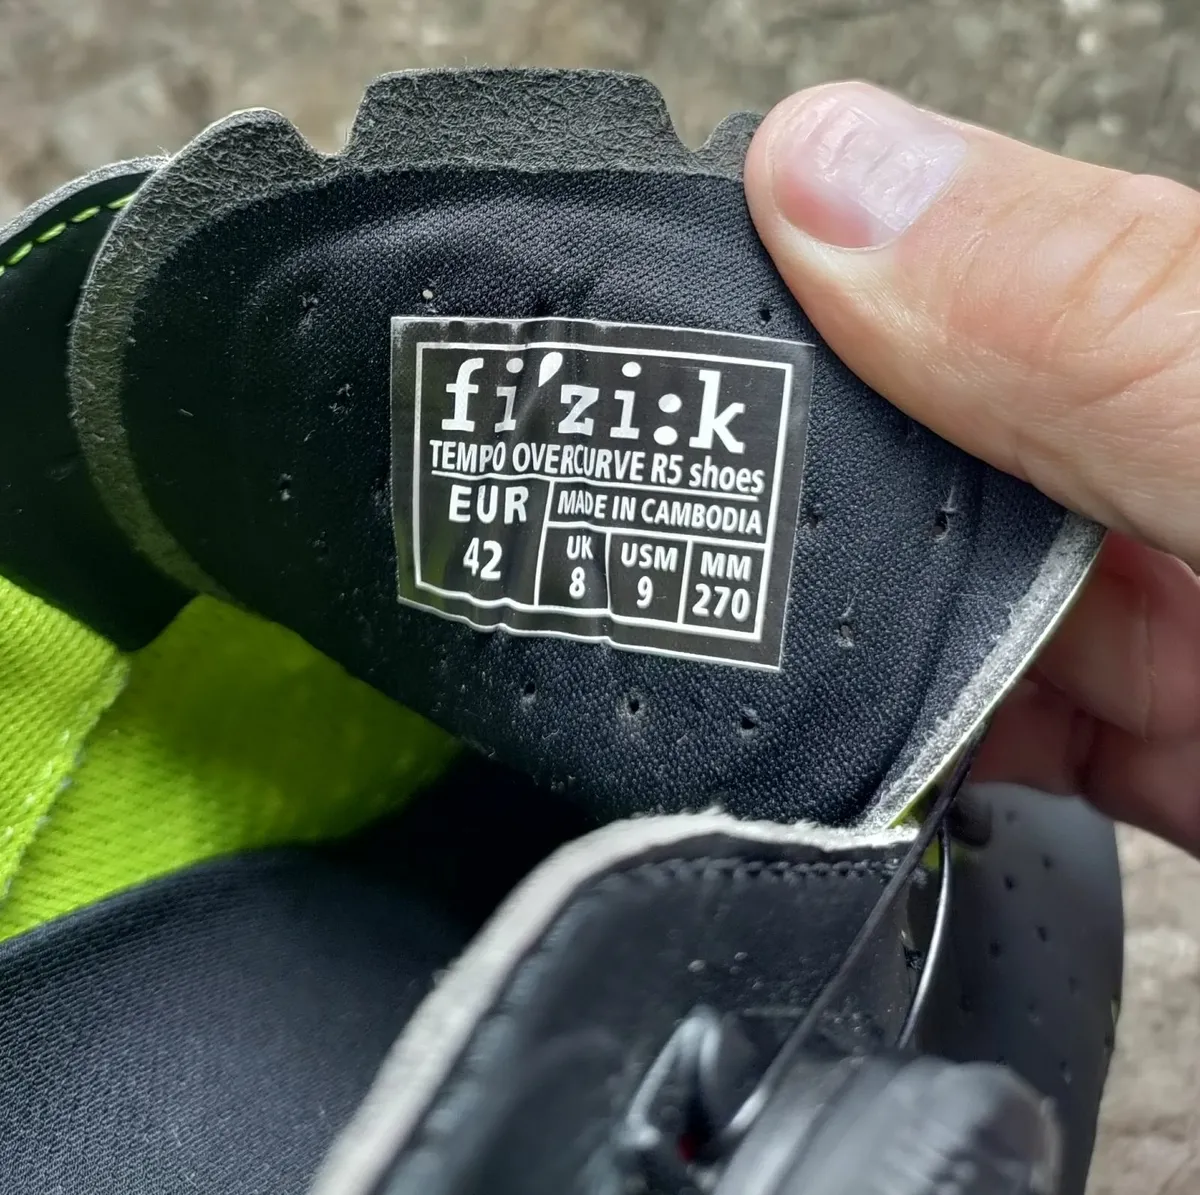 fi'zi:k
TEMPO OVERCURVE R5 shoes
EUR
42
MADE IN CAMBODIA
UK
8
USM
9
MM
270